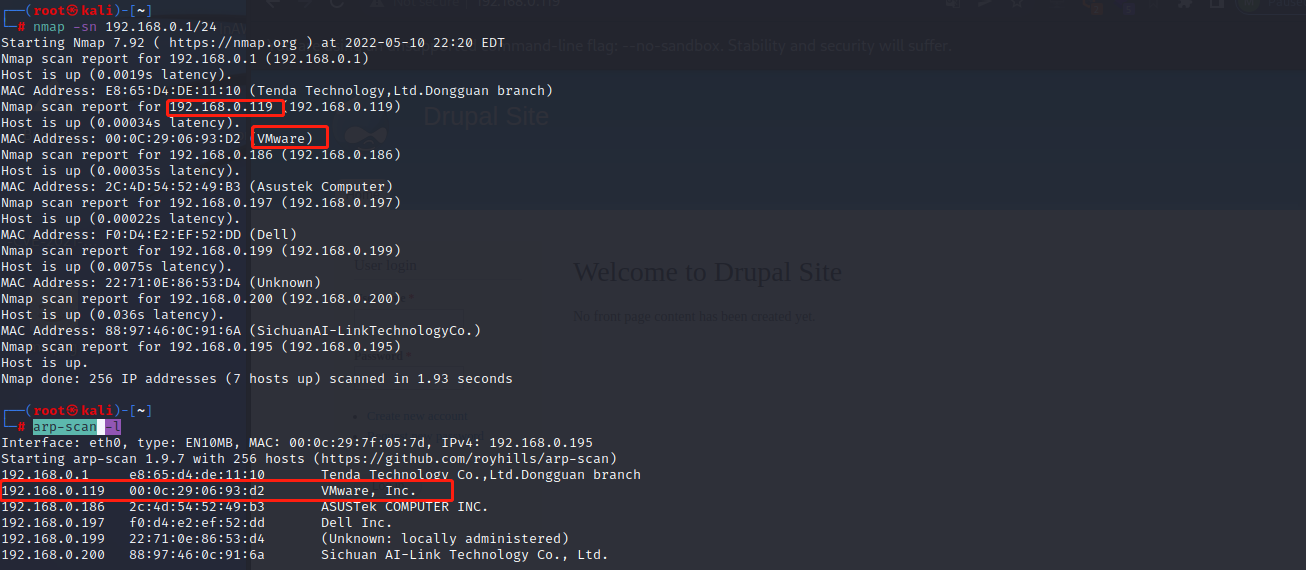 ┌──(root㉿kali)-[~]
└─# nmap -sn 192.168.0.1/24
Starting Nmap 7.92 ( https://nmap.org ) at 2022-05-10 22:20 EDT
Nmap scan report for 192.168.0.1 (192.168.0.1)
Host is up (0.0019s latency).
MAC Address: E8:65:D4:DE:11:10 (Tenda Technology,Ltd.Dongguan branch)
Nmap scan report for 192.168.0.119 (192.168.0.119)
Host is up (0.00034s latency).
MAC Address: 00:0C:29:06:93:D2 (VMware)
Nmap scan report for 192.168.0.186 (192.168.0.186)
Host is up (0.00035s latency).
MAC Address: 2C:4D:54:52:49:B3 (Asustek Computer)
Nmap scan report for 192.168.0.197 (192.168.0.197)
Host is up (0.00022s latency).
MAC Address: F0:D4:E2:EF:52:DD (Dell)
Nmap scan report for 192.168.0.199 (192.168.0.199)
Host is up (0.0075s latency).
MAC Address: 22:71:0E:86:53:D4 (Unknown)
Nmap scan report for 192.168.0.200 (192.168.0.200)
Host is up (0.036s latency).
MAC Address: 88:97:46:0C:91:6A (SichuanAI-LinkTechnologyCo.)
Nmap scan report for 192.168.0.195 (192.168.0.195)
Host is up.
Nmap done: 256 IP addresses (7 hosts up) scanned in 1.93 seconds
┌──(root㉿kali)-[~]
└─# arp-scan -l
Interface: eth0, type: EN10MB, MAC: 00:0c:29:7f:05:7d, IPv4: 192.168.0.195
Starting arp-scan 1.9.7 with 256 hosts (https://github.com/royhills/arp-scan)
192.168.0.1 e8:65:d4:de:11:10 Tenda Technology Co.,Ltd.Dongguan branch
192.168.0.119 00:0c:29:06:93:d2 VMware, Inc.
192.168.0.186 2c:4d:54:52:49:b3 ASUSTek COMPUTER INC.
192.168.0.197 f0:d4:e2:ef:52:dd Dell Inc.
192.168.0.199 22:71:0e:86:53:d4 (Unknown: locally administered)
192.168.0.200 88:97:46:0c:91:6a Sichuan AI-Link Technology Co., Ltd.
command-line flag: --no-sandbox. Stability and security will suffer.
Drupal Site
User login
Welcome to Drupal Site
No front page content has been created yet.
Password *
Create new account